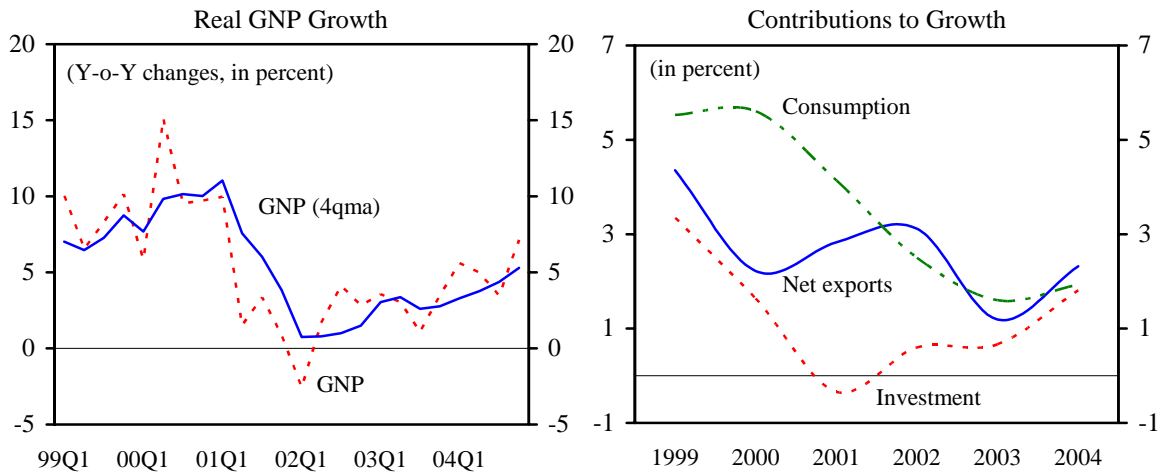 Real GNP Growth
(Y-o-Y changes, in percent)
20 15 10 5 0 -5
20 15 10 5 0 -5
GNP (4qma)
GNP
99Q1 00Q1 01Q1 02Q1 03Q1 04Q1
Contributions to Growth
(in percent)
7 5 3 1 -1
7 5 3 1 -1
Consumption
Net exports
Investment
1999 2000 2001 2002 2003 2004